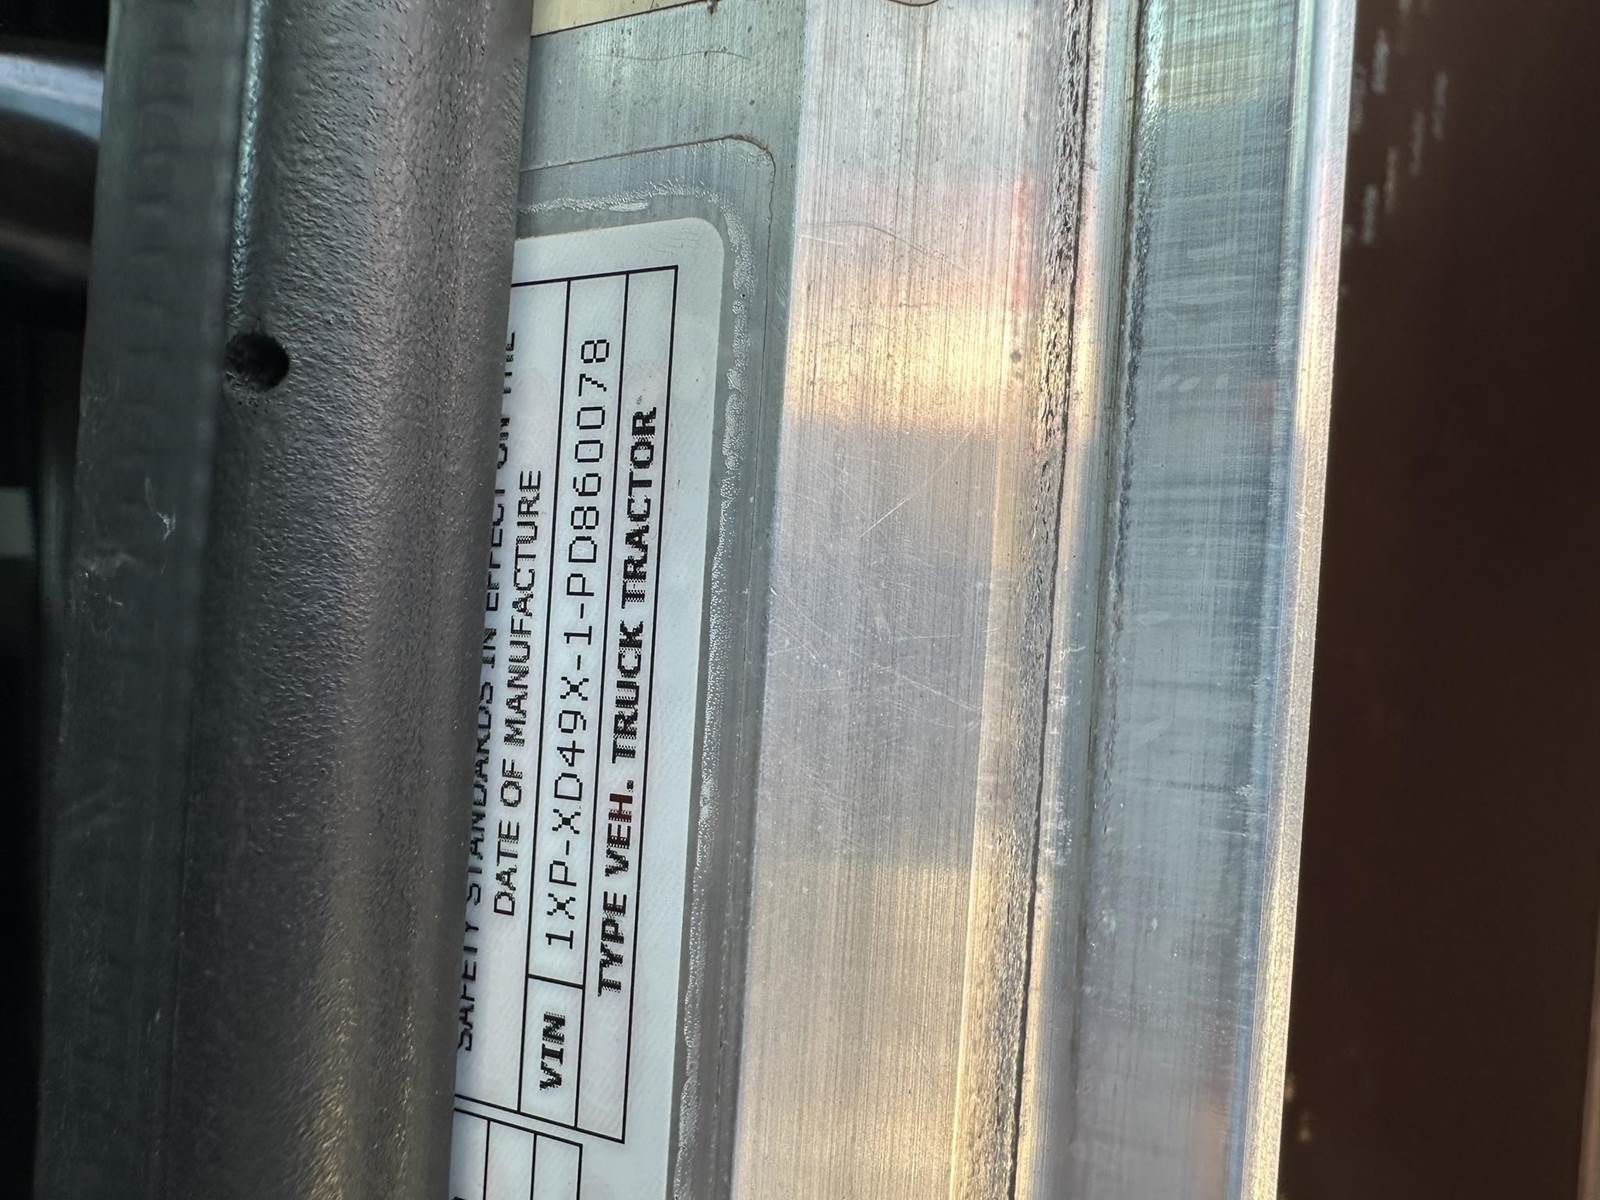 SAFETY STANDARDS IN EFFECT ON THE
DATE OF MANUFACTURE
VIN 1XP-XD49X-1-PD860078
TYPE VEH. TRUCK TRACTOR